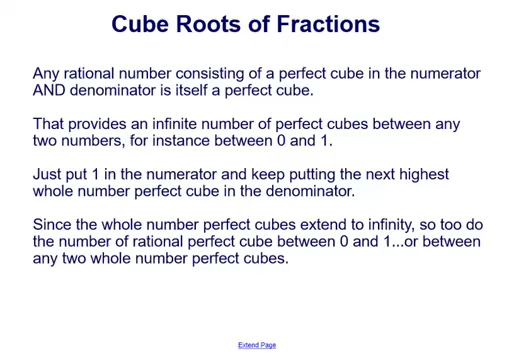 Cube Roots of Fractions
Any rational number consisting of a perfect cube in the numerator
AND denominator is itself a perfect cube.
That provides an infinite number of perfect cubes between any
two numbers, for instance between 0 and 1.
Just put 1 in the numerator and keep putting the next highest
whole number perfect cube in the denominator.
Since the whole number perfect cubes extend to infinity, so too do
the number of rational perfect cube between 0 and 1...or between
any two whole number perfect cubes.
Extend Page